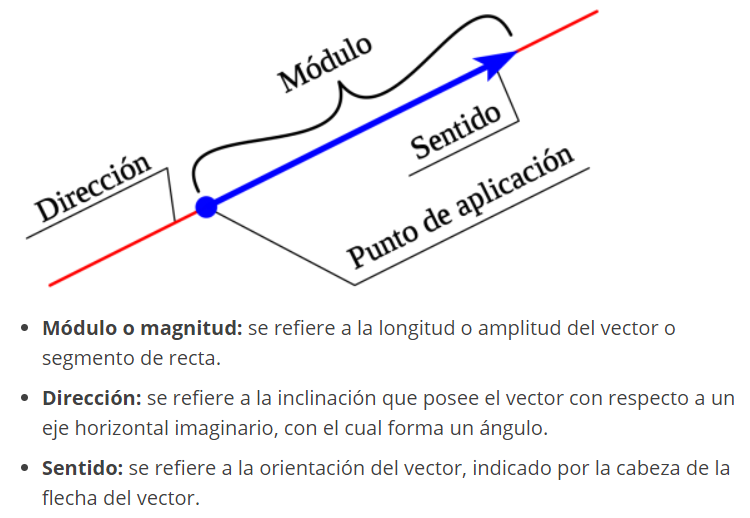 Módulo
Dirección
Sentido
Punto de aplicación
• Módulo o magnitud: se refiere a la longitud o amplitud del vector o
segmento de recta.
• Dirección: se refiere a la inclinación que posee el vector con respecto a un
eje horizontal imaginario, con el cual forma un ángulo.
• Sentido: se refiere a la orientación del vector, indicado por la cabeza de la
flecha del vector.